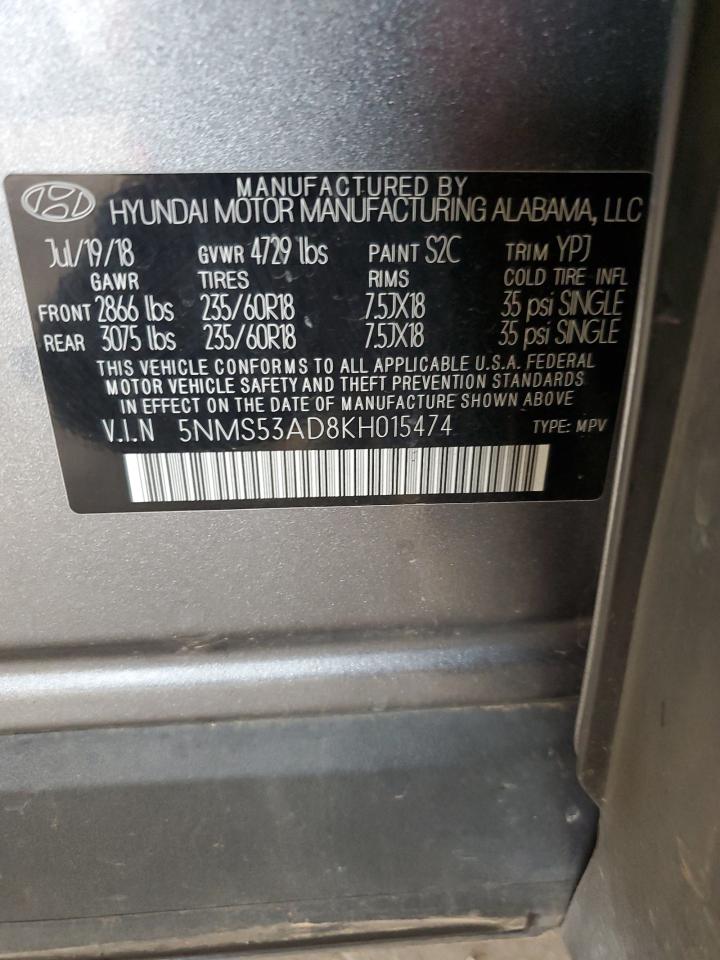 MANUFACTURED BY
HYUNDAI MOTOR MANUFACTURING ALABAMA, LLC
Jul/19/18 GVWR 4729 lbs PAINT S2C TRIM YPJ
GAWR TIRES RIMS COLD TIRE INFL
FRONT 2866 lbs 235/60R18 7.5JX18 35 psi SINGLE
REAR 3075 lbs 235/60R18 7.5JX18 35 psi SINGLE
THIS VEHICLE CONFORMS TO ALL APPLICABLE U.S.A. FEDERAL
MOTOR VEHICLE SAFETY AND THEFT PREVENTION STANDARDS
IN EFFECT ON THE DATE OF MANUFACTURE SHOWN ABOVE
V.I.N 5NMS53AD8KH015474 TYPE: MPV